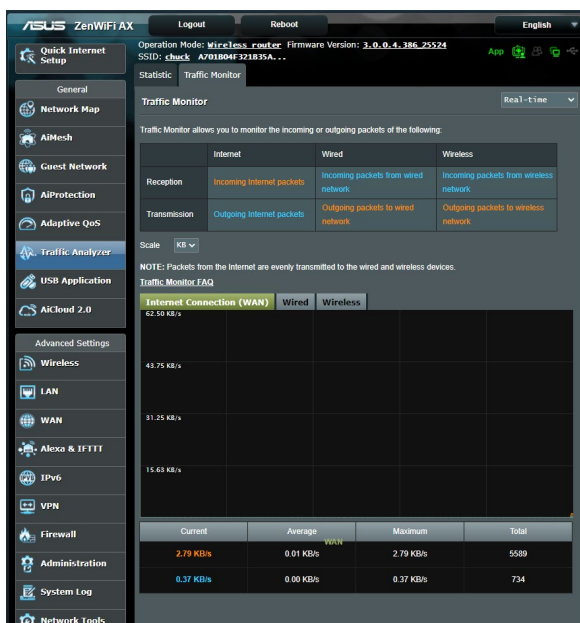 ASUS ZenWiFi AX
Logout
Reboot
English
Quick Internet
Setup
Operation Mode: Wireless router Firmware Version: 3.0.0.4.386_25524
SSID: chuck A701B04F321B35A...
App
General
Network Map
AiMesh
Guest Network
AiProtection
Adaptive QoS
Traffic Analyzer
USB Application
AiCloud 2.0
Advanced Settings
Wireless
LAN
WAN
Alexa & IFTTT
IPv6
VPN
Firewall
Administration
System Log
Network Tools
Statistic Traffic Monitor
Traffic Monitor
Real-time
Traffic Monitor allows you to monitor the incoming or outgoing packets of the following:
Internet Wired Wireless
Reception
Incoming Internet packets
Incoming packets from wired
network
Incoming packets from wireless
network
Transmission
Outgoing Internet packets
Outgoing packets to wired
network
Outgoing packets to wireless
network
Scale KB
NOTE: Packets from the Internet are evenly transmitted to the wired and wireless devices.
Traffic Monitor FAQ
Internet Connection (WAN) Wired Wireless
62.50 KB/s
43.75 KB/s
31.25 KB/s
15.63 KB/s
Current Average Maximum Total
WAN
2.79 KB/s 0.01 KB/s 2.79 KB/s 5589
0.37 KB/s 0.00 KB/s 0.37 KB/s 734